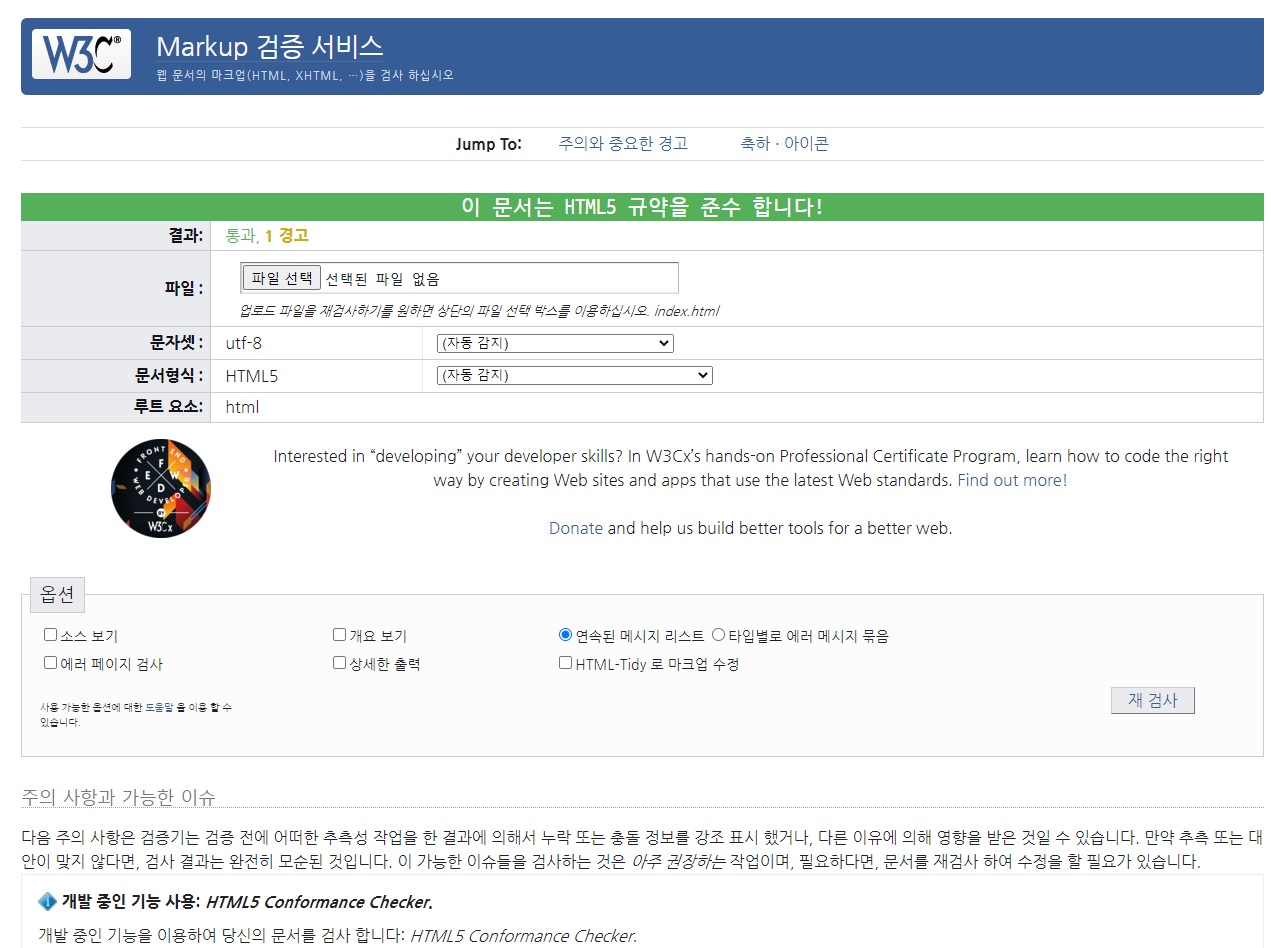 W3C®
Markup 검증 서비스
웹 문서의 마크업(HTML, XHTML, …)을 검사 하십시오
Jump To: 주의와 중요한 경고 축하 · 아이콘
이 문서는 HTML5 규약을 준수 합니다!
결과: 통과, 1 경고
파일 : 파일 선택 선택된 파일 없음
업로드 파일을 재검사하기를 원하면 상단의 파일 선택 박스를 이용하십시오. index.html
문자셋 : utf-8 (자동 감지)
문서형식 : HTML5 (자동 감지)
루트 요소: html
FRONT END
F
E W
D
WEB DEVELOPER
BY
W3Cx
Interested in “developing” your developer skills? In W3Cx’s hands-on Professional Certificate Program, learn how to code the right
way by creating Web sites and apps that use the latest Web standards. Find out more!
Donate and help us build better tools for a better web.
옵션
소스 보기 개요 보기 연속된 메시지 리스트 타입별로 에러 메시지 묶음
에러 페이지 검사 상세한 출력 HTML-Tidy 로 마크업 수정
사용 가능한 옵션에 대한 도움말 을 이용 할 수
있습니다.
재 검사
주의 사항과 가능한 이슈
다음 주의 사항은 검증기는 검증 전에 어떠한 추측성 작업을 한 결과에 의해서 누락 또는 충돌 정보를 강조 표시 했거나, 다른 이유에 의해 영향을 받은 것일 수 있습니다. 만약 추측 또는 대
안이 맞지 않다면, 검사 결과는 완전히 모순된 것입니다. 이 가능한 이슈들을 검사하는 것은 아주 권장하는 작업이며, 필요하다면, 문서를 재검사 하여 수정을 할 필요가 있습니다.
개발 중인 기능 사용: HTML5 Conformance Checker.
개발 중인 기능을 이용하여 당신의 문서를 검사 합니다: HTML5 Conformance Checker.